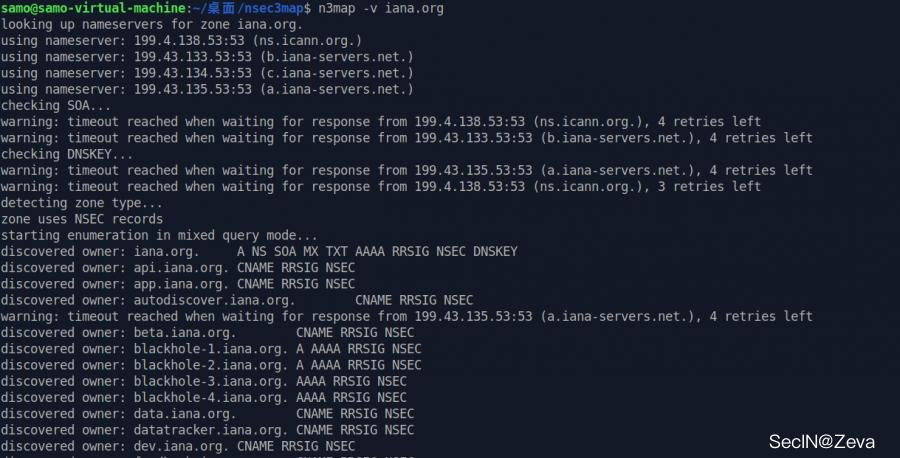 samo@samo-virtual-machine:~/桌面/nsec3map$ n3map -v iana.org
looking up nameservers for zone iana.org.
using nameserver: 199.4.138.53:53 (ns.icann.org.)
using nameserver: 199.43.133.53:53 (b.iana-servers.net.)
using nameserver: 199.43.134.53:53 (c.iana-servers.net.)
using nameserver: 199.43.135.53:53 (a.iana-servers.net.)
checking SOA...
warning: timeout reached when waiting for response from 199.4.138.53:53 (ns.icann.org.), 4 retries left
warning: timeout reached when waiting for response from 199.43.133.53:53 (b.iana-servers.net.), 4 retries left
checking DNSKEY...
warning: timeout reached when waiting for response from 199.43.135.53:53 (a.iana-servers.net.), 4 retries left
warning: timeout reached when waiting for response from 199.4.138.53:53 (ns.icann.org.), 3 retries left
detecting zone type...
zone uses NSEC records
starting enumeration in mixed query mode...
discovered owner: iana.org. A NS SOA MX TXT AAAA RRSIG NSEC DNSKEY
discovered owner: api.iana.org. CNAME RRSIG NSEC
discovered owner: app.iana.org. CNAME RRSIG NSEC
discovered owner: autodiscover.iana.org. CNAME RRSIG NSEC
warning: timeout reached when waiting for response from 199.43.135.53:53 (a.iana-servers.net.), 4 retries left
discovered owner: beta.iana.org. CNAME RRSIG NSEC
discovered owner: blackhole-1.iana.org. A AAAA RRSIG NSEC
discovered owner: blackhole-2.iana.org. A AAAA RRSIG NSEC
discovered owner: blackhole-3.iana.org. AAAA RRSIG NSEC
discovered owner: blackhole-4.iana.org. AAAA RRSIG NSEC
discovered owner: data.iana.org. CNAME RRSIG NSEC
discovered owner: datatracker.iana.org. CNAME RRSIG NSEC
discovered owner: dev.iana.org. CNAME RRSIG NSEC
SecIN@Zeva